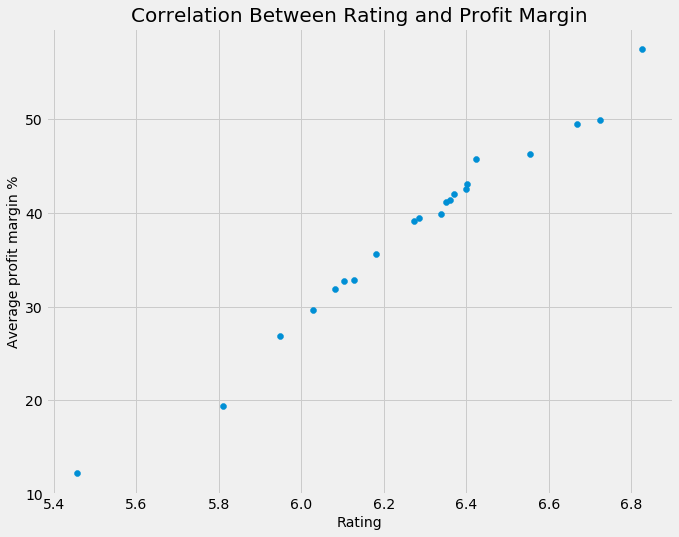 Correlation Between Rating and Profit Margin
Average profit margin %
50
40
30
20
10
5.4 5.6 5.8 6.0 6.2 6.4 6.6 6.8
Rating